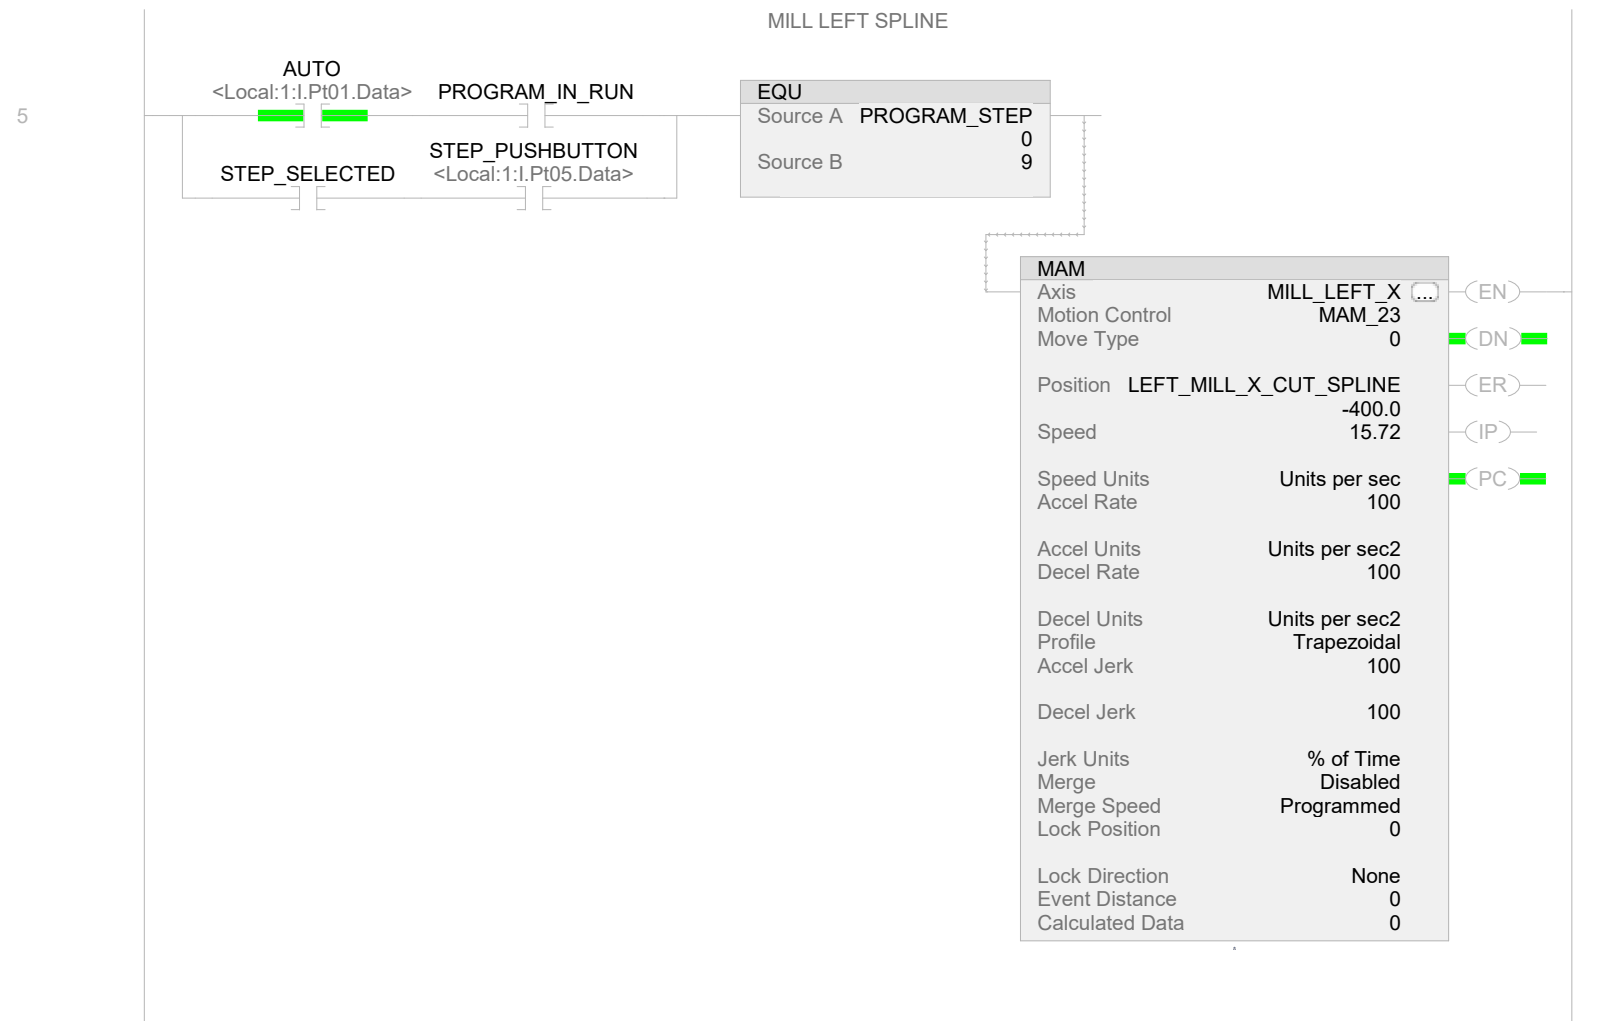 MILL LEFT SPLINE
5
AUTO
<Local:1:I.Pt01.Data>
PROGRAM_IN_RUN
STEP_SELECTED
STEP_PUSHBUTTON
<Local:1:I.Pt05.Data>
EQU
Source A PROGRAM_STEP
0
Source B 9
MAM
Axis MILL_LEFT_X ...
Motion Control MAM_23
Move Type 0
Position LEFT_MILL_X_CUT_SPLINE
-400.0
Speed 15.72
Speed Units Units per sec
Accel Rate 100
Accel Units Units per sec2
Decel Rate 100
Decel Units Units per sec2
Profile Trapezoidal
Accel Jerk 100
Decel Jerk 100
Jerk Units % of Time
Merge Disabled
Merge Speed Programmed
Lock Position 0
Lock Direction None
Event Distance 0
Calculated Data 0
EN
DN
ER
IP
PC